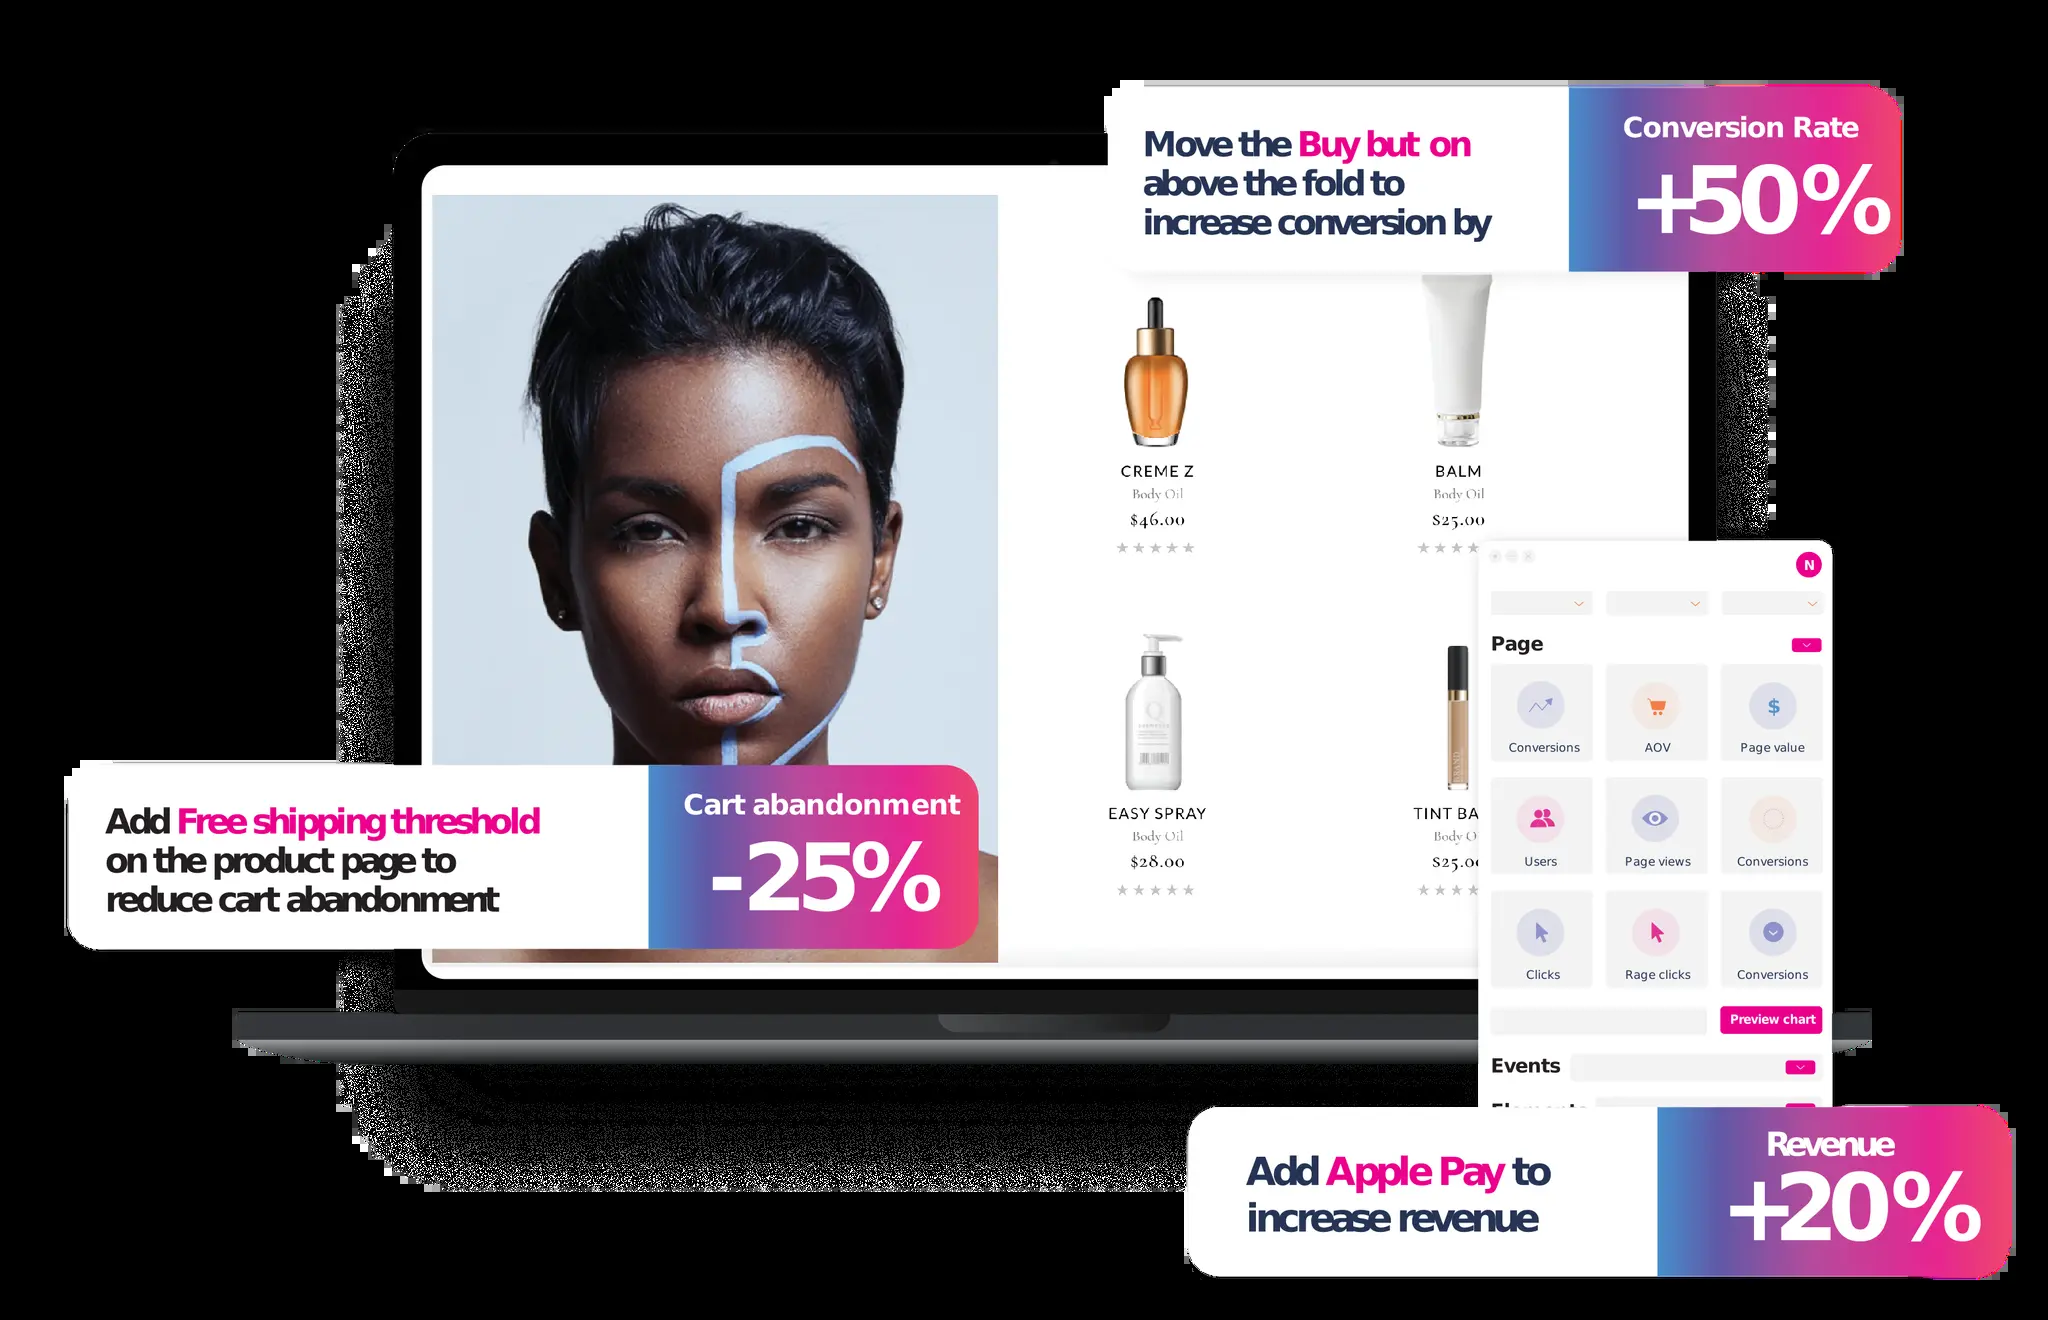 Move the Buy but on
above the fold to
increase conversion by
Conversion Rate
+50%
CREME Z
Body Oil
$46.00
BALM
Body Oil
$25.00
EASY SPRAY
Body Oil
$28.00
TINT BA
Body O
$25.0
Add Free shipping threshold
on the product page to
reduce cart abandonment
Cart abandonment
-25%
N
Page
Conversions
AOV
$
Page value
Users
Page views
Conversions
Clicks
Rage clicks
Conversions
Preview chart
Events
Elements
Add Apple Pay to
increase revenue
Revenue
+20%